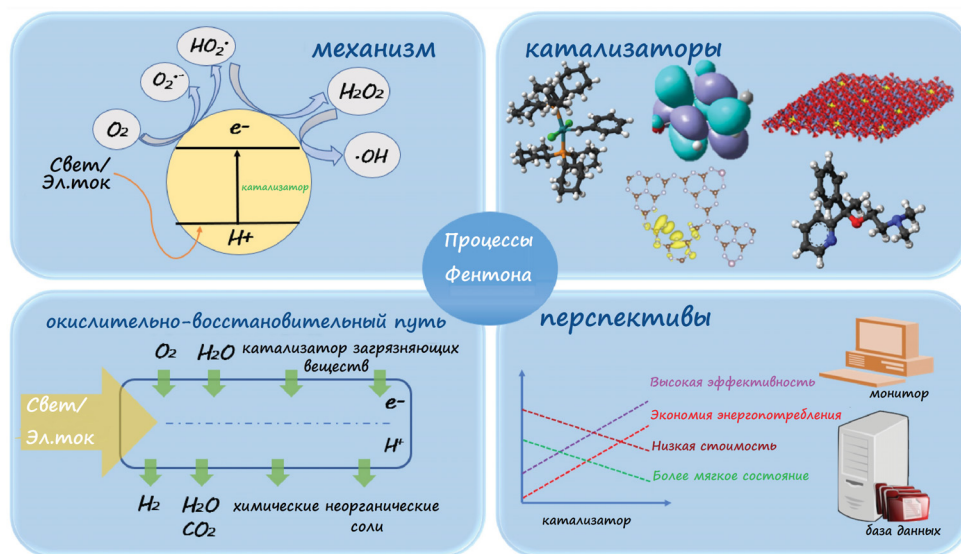 механизм
HO₂·
O₂·⁻
H₂O₂
O₂
e-
·OH
Свет/
Эл.ток
катализатор
H+
катализаторы
Процессы
Фентона
окислительно-восстановительный путь
O₂ H₂O катализатор загрязняющих
веществ
e-
Свет/
Эл.ток
H⁺
H₂ H₂O химические неорганические
CO₂ соли
перспективы
Высокая эффективность
Экономия энергопотребления
Низкая стоимость
Более мягкое состояние
катализатор
монитор
база данных